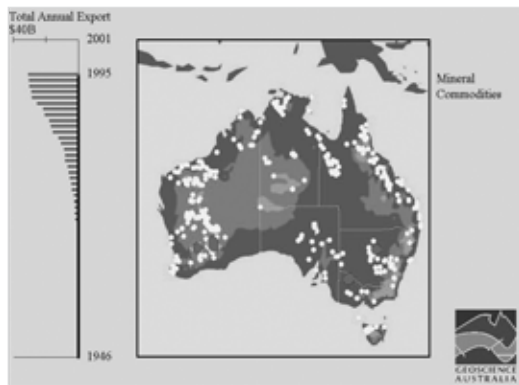 Total Annual Export
$40B
2001
1995
Mineral
Commodities
1946
GEOSCIENCE
AUSTRALIA